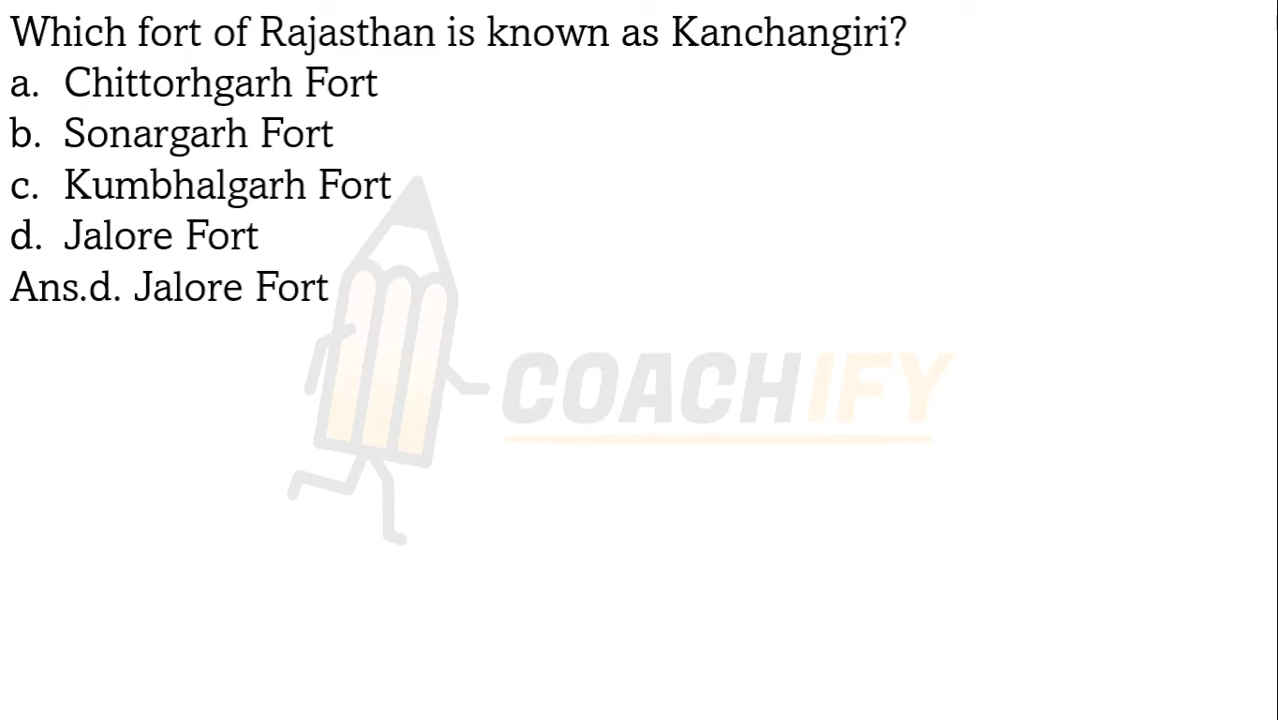 Which fort of Rajasthan is known as Kanchangiri?
a. Chittorhgarh Fort
b. Sonargarh Fort
c. Kumbhalgarh Fort
d. Jalore Fort
Ans.d. Jalore Fort
COACHIFY